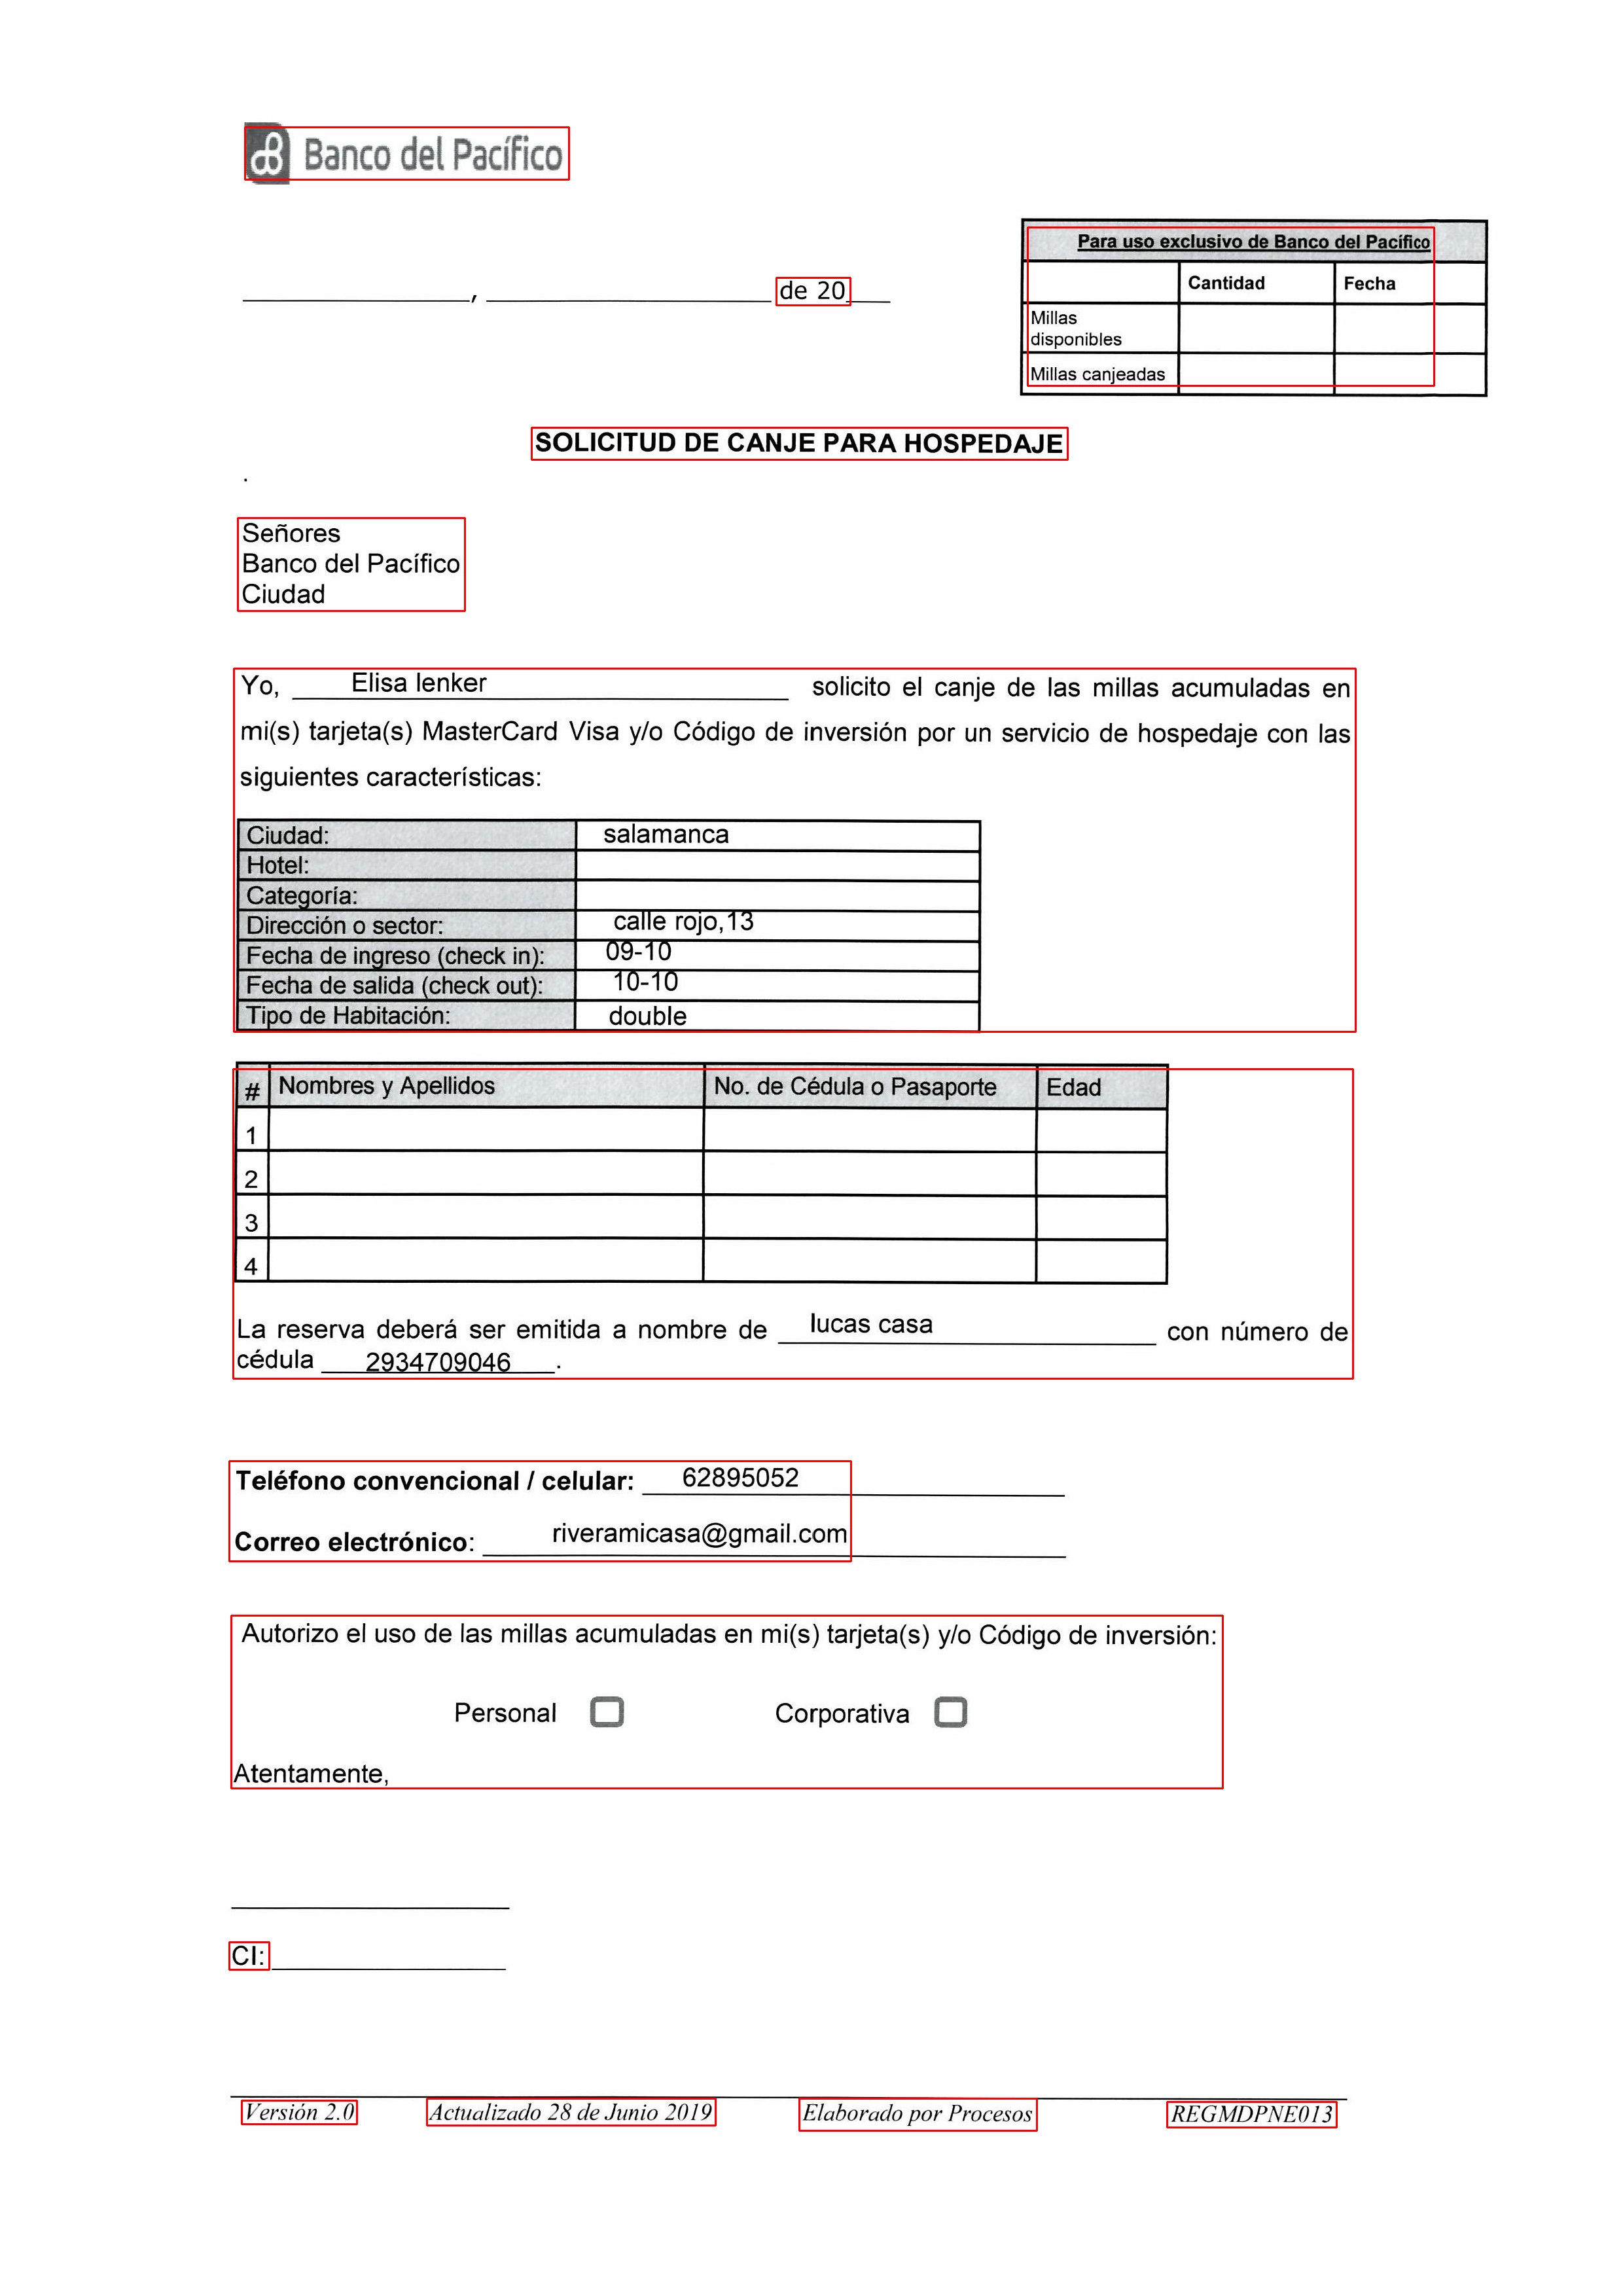 Banco del Pacífico
Para uso exclusivo de Banco del Pacífico
Cantidad Fecha
, de 20
Millas
disponibles
Millas canjeadas
SOLICITUD DE CANJE PARA HOSPEDAJE
.
Señores
Banco del Pacífico
Ciudad
Yo, Elisa lenker solicito el canje de las millas acumuladas en
mi(s) tarjeta(s) MasterCard Visa y/o Código de inversión por un servicio de hospedaje con las
siguientes características:
Ciudad: salamanca
Hotel:
Categoría:
Dirección o sector: calle rojo,13
Fecha de ingreso (check in): 09-10
Fecha de salida (check out): 10-10
Tipo de Habitación: double
# Nombres y Apellidos No. de Cédula o Pasaporte Edad
1
2
3
4
La reserva deberá ser emitida a nombre de lucas casa con número de
cédula 2934709046.
Teléfono convencional / celular: 62895052
Correo electrónico: riveramicasa@gmail.com
Autorizo el uso de las millas acumuladas en mi(s) tarjeta(s) y/o Código de inversión:
Personal Corporativa
Atentamente,
CI:
Versión 2.0 Actualizado 28 de Junio 2019 Elaborado por Procesos REGMDPNE013